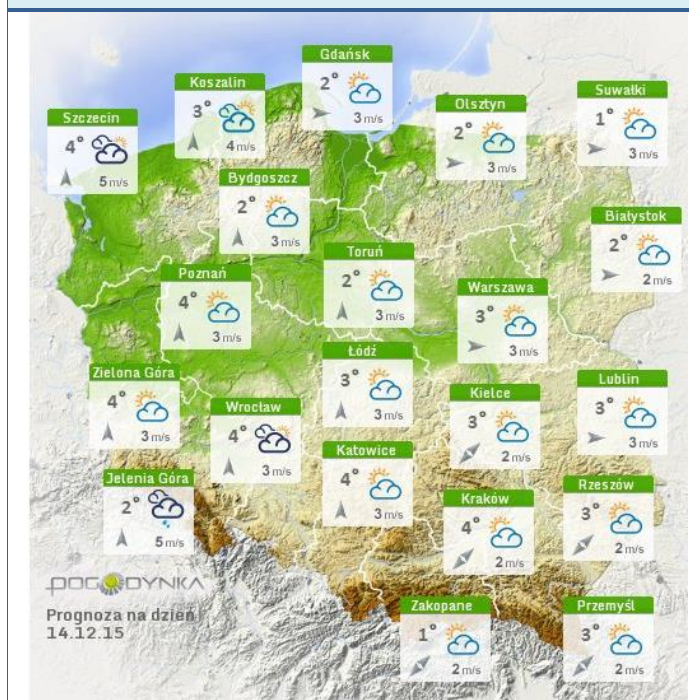 Gdańsk
2°
3 m/s
Koszalin
3°
4 m/s
Suwałki
1°
3 m/s
Olsztyn
2°
3 m/s
Szczecin
4°
5 m/s
Bydgoszcz
2°
3 m/s
Białystok
2°
2 m/s
Toruń
2°
3 m/s
Poznań
4°
3 m/s
Warszawa
3°
3 m/s
Łódź
3°
3 m/s
Zielona Góra
4°
3 m/s
Lublin
3°
3 m/s
Kielce
3°
2 m/s
Wrocław
4°
3 m/s
Katowice
4°
3 m/s
Jelenia Góra
2°
5 m/s
Rzeszów
3°
2 m/s
Kraków
4°
2 m/s
POGODYNKA
Prognoza na dzień
14.12.15
Zakopane
1°
2 m/s
Przemyśl
3°
2 m/s